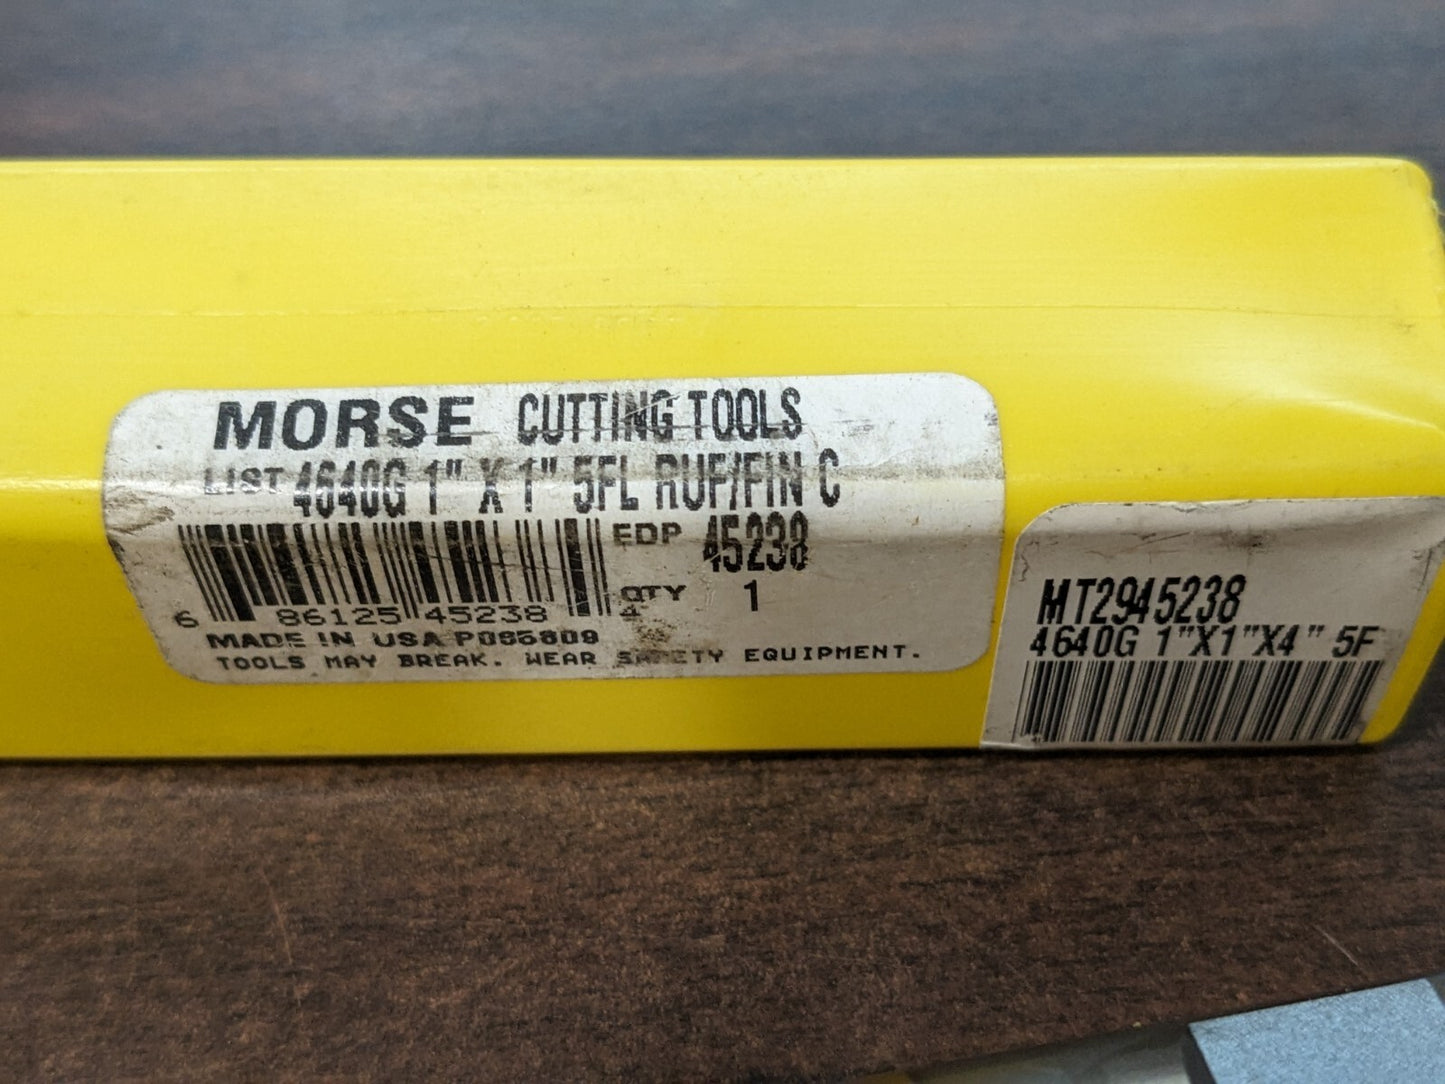 MORSE CUTTING TOOLS
LIST 4640G 1" X 1" 5FL RUF/FIN C
EDP 45238
QTY 1
6 86125 45238 4
MADE IN USA P065609
TOOLS MAY BREAK. WEAR SAFETY EQUIPMENT.
MT2945238
4640G 1"X1"X4" 5F